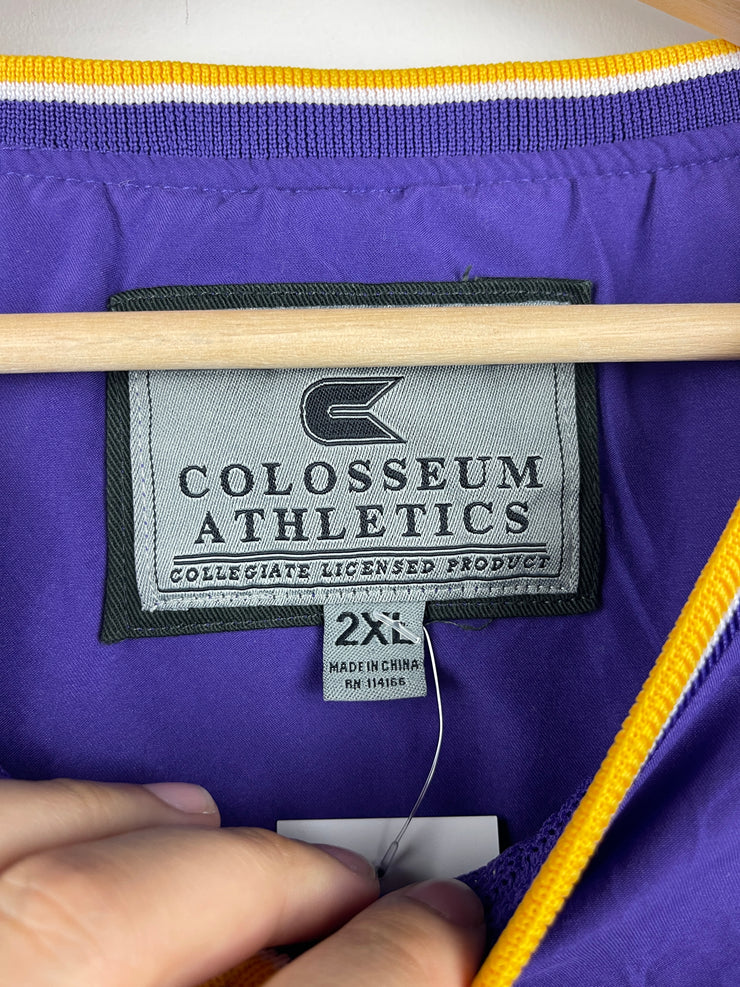 COLOSSEUM
ATHLETICS
COLLEGIATE LICENSED PRODUCT
2XL
MADE IN CHINA
RN 114166